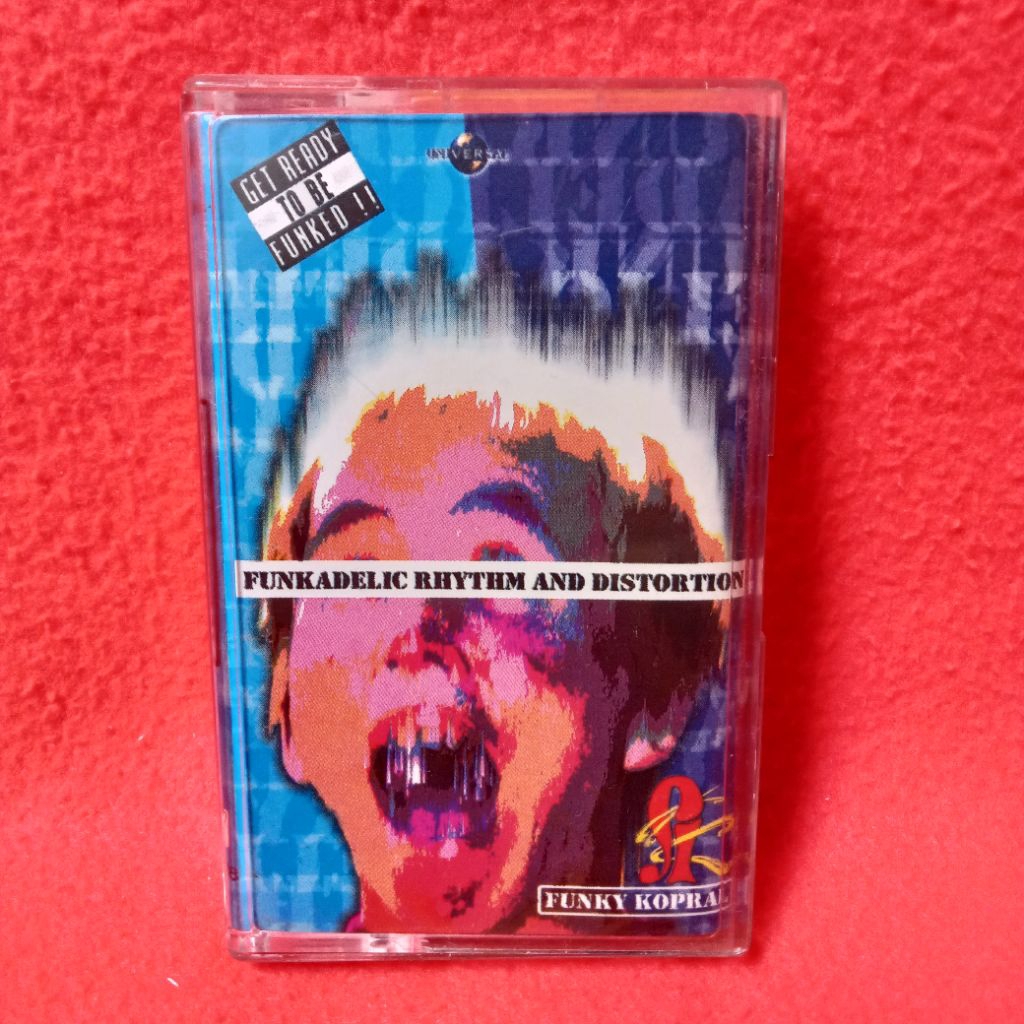 GET READY
TO BE
FUNKED !!
UNIVERSAL
FUNKADELIC RHYTHM AND DISTORTION
FUNKY KOPRAL